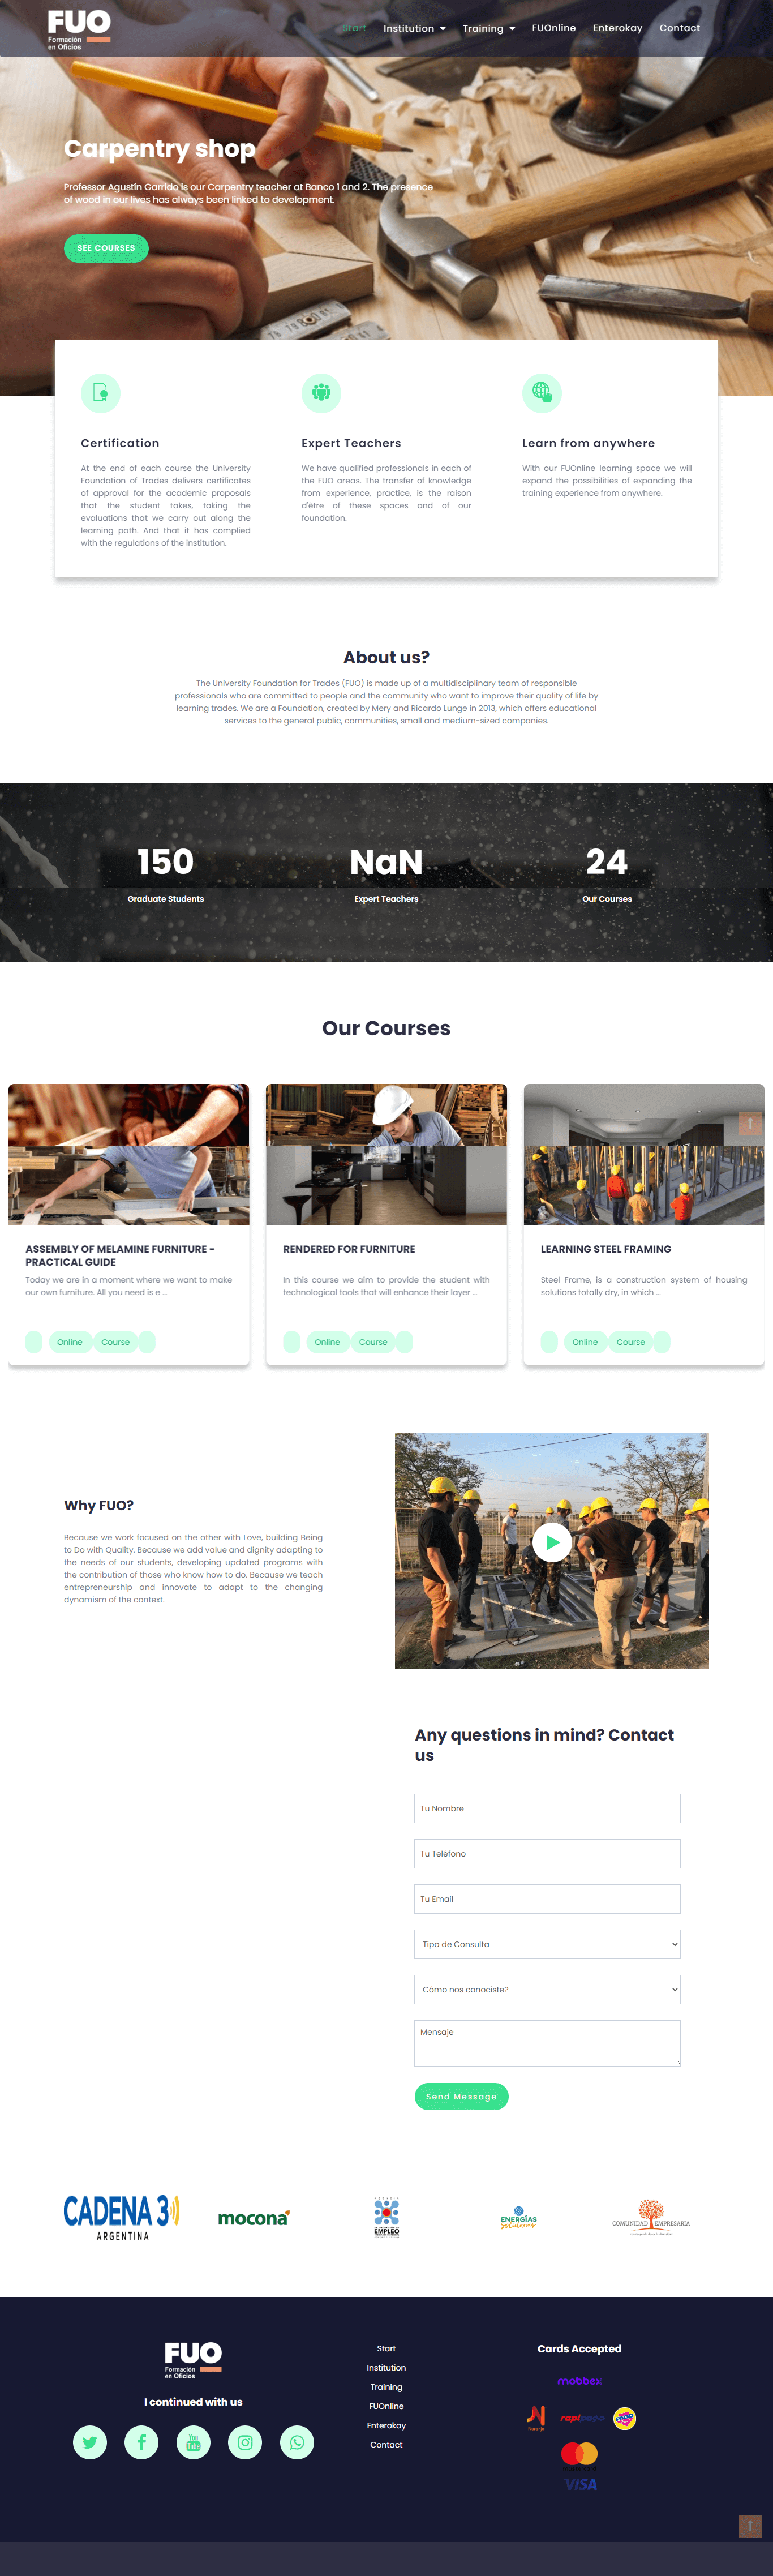 FUO
Formación
en Oficios
Start
Institution
Training
FUOnline
Enterokay
Contact
Carpentry shop
Professor Agustín Garrido is our Carpentry teacher at Banco 1 and 2. The presence
of wood in our lives has always been linked to development.
SEE COURSES
Certification
At the end of each course the University
Foundation of Trades delivers certificates
of approval for the academic proposals
that the student takes, taking the
evaluations that we carry out along the
learning path. And that it has complied
with the regulations of the institution.
Expert Teachers
We have qualified professionals in each of
the FUO areas. The transfer of knowledge
from experience, practice, is the raison
d'être of these spaces and of our
foundation.
Learn from anywhere
With our FUOnline learning space we will
expand the possibilities of expanding the
training experience from anywhere.
About us?
The University Foundation for Trades (FUO) is made up of a multidisciplinary team of responsible
professionals who are committed to people and the community who want to improve their quality of life by
learning trades. We are a Foundation, created by Mery and Ricardo Lunge in 2013, which offers educational
services to the general public, communities, small and medium-sized companies.
150
Graduate Students
NaN
Expert Teachers
24
Our Courses
Our Courses
ASSEMBLY OF MELAMINE FURNITURE -
PRACTICAL GUIDE
Today we are in a moment where we want to make
our own furniture. All you need is e ...
Online
Course
RENDERED FOR FURNITURE
In this course we aim to provide the student with
technological tools that will enhance their layer ...
Online
Course
LEARNING STEEL FRAMING
Steel Frame, is a construction system of housing
solutions totally dry, in which ...
Online
Course
Why FUO?
Because we work focused on the other with Love, building Being
to Do with Quality. Because we add value and dignity adapting to
the needs of our students, developing updated programs with
the contribution of those who know how to do. Because we teach
entrepreneurship and innovate to adapt to the changing
dynamism of the context.
Any questions in mind? Contact
us
Tu Nombre
Tu Teléfono
Tu Email
Tipo de Consulta
Cómo nos conociste?
Mensaje
Send Message
CADENA 3
ARGENTINA
mocona
EMPLEO
ENERGÍAS
Solidarias
COMUNIDAD EMPRESARIA
FUO
Formación
en Oficios
I continued with us
You
Tube
Start
Institution
Training
FUOnline
Enterokay
Contact
Cards Accepted
mobbex
Naranja
rapipago
VISA